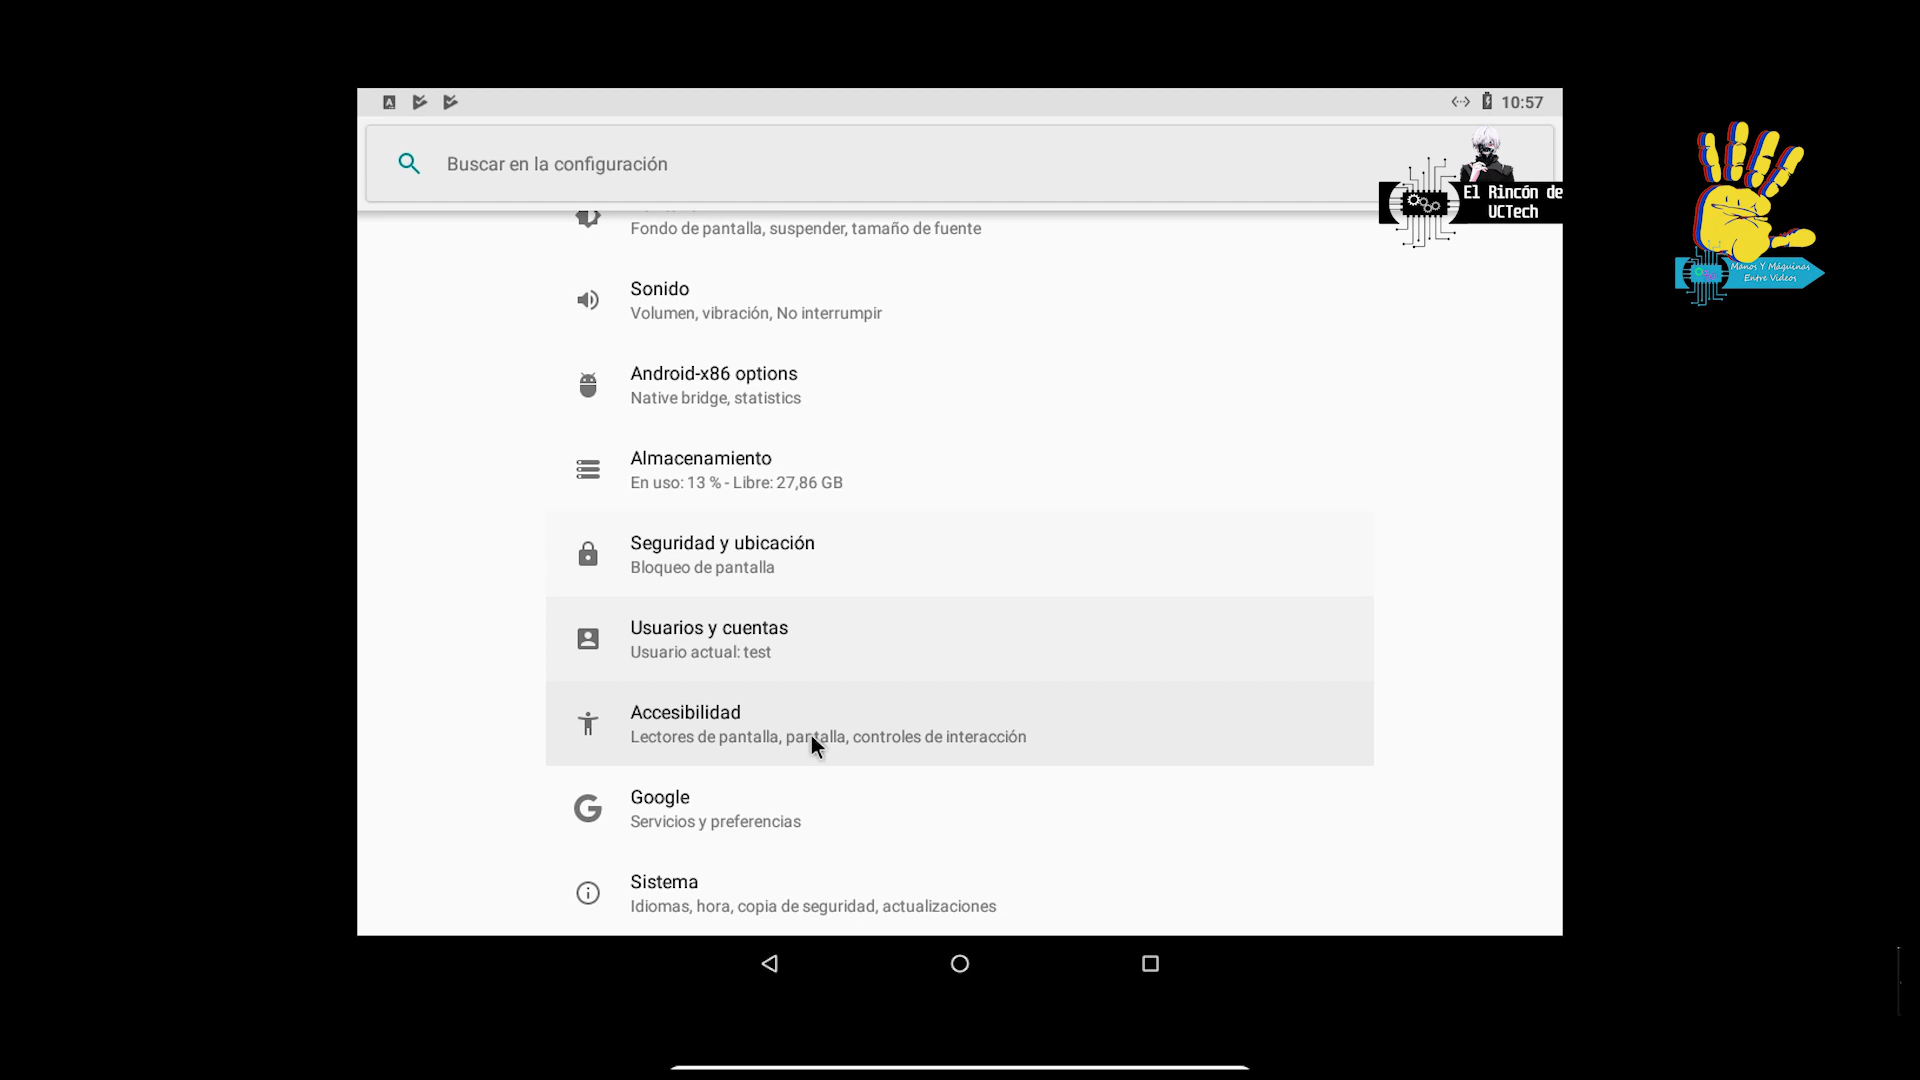 10:57
Buscar en la configuración
El Rincón de
UCTech
Manos Y Máquinas
Entre Videos
Fondo de pantalla, suspender, tamaño de fuente
Sonido
Volumen, vibración, No interrumpir
Android-x86 options
Native bridge, statistics
Almacenamiento
En uso: 13 % - Libre: 27,86 GB
Seguridad y ubicación
Bloqueo de pantalla
Usuarios y cuentas
Usuario actual: test
Accesibilidad
Lectores de pantalla, pantalla, controles de interacción
Google
Servicios y preferencias
Sistema
Idiomas, hora, copia de seguridad, actualizaciones